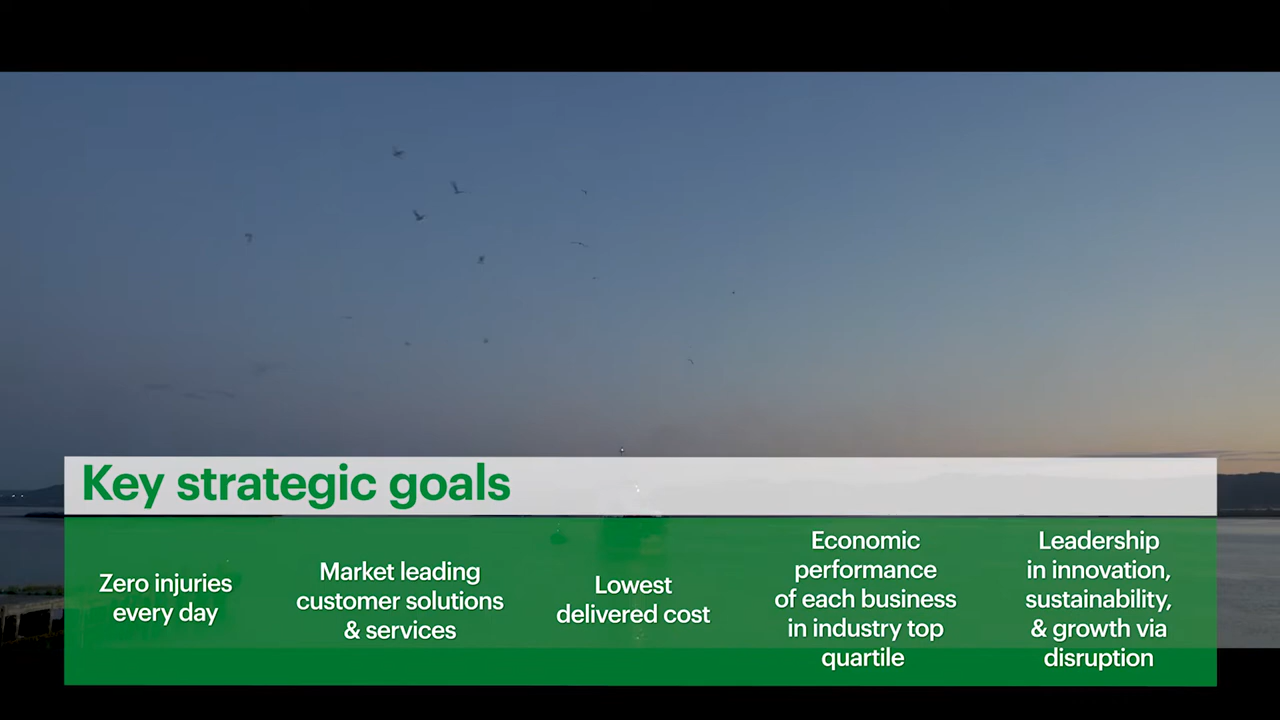 Key strategic goals
Zero injuries
every day
Market leading
customer solutions
& services
Lowest
delivered cost
Economic
performance
of each business
in industry top
quartile
Leadership
in innovation,
sustainability,
& growth via
disruption